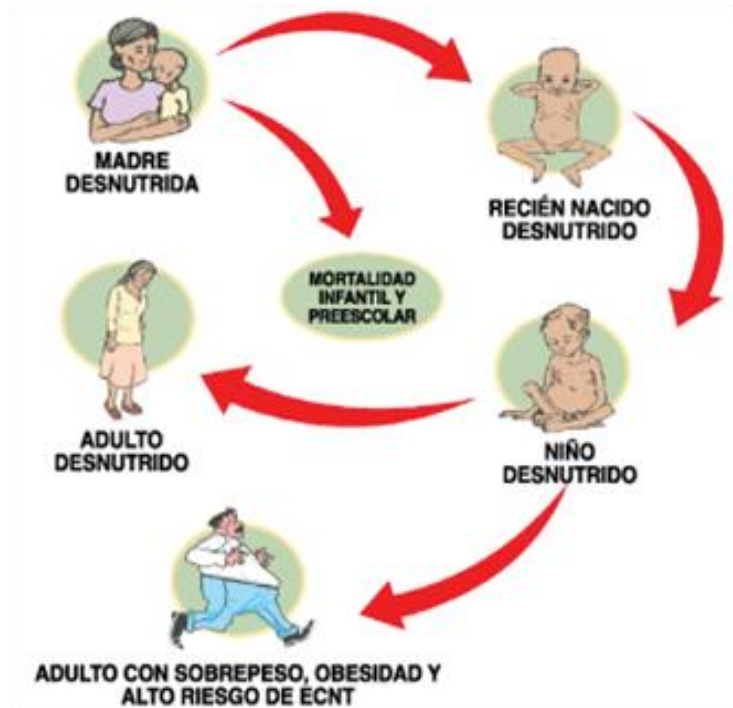 MADRE
DESNUTRIDA
RECIÉN NACIDO
DESNUTRIDO
MORTALIDAD
INFANTIL Y
PREESCOLAR
ADULTO
DESNUTRIDO
NIÑO
DESNUTRIDO
ADULTO CON SOBREPESO, OBESIDAD Y
ALTO RIESGO DE ECNT